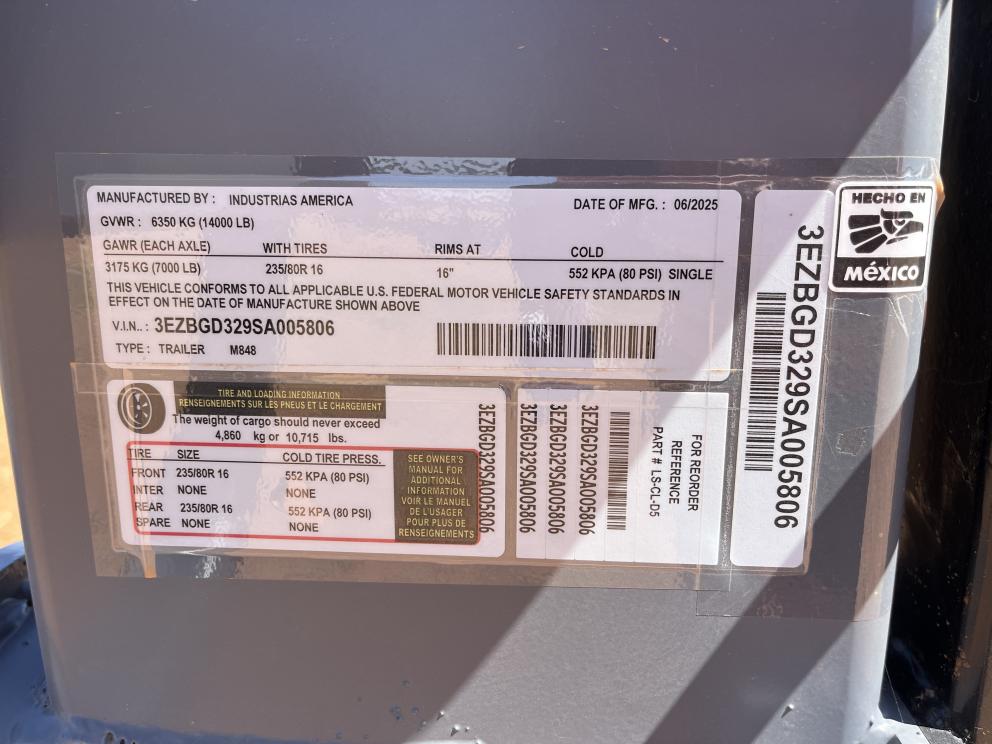 MANUFACTURED BY : INDUSTRIAS AMERICA DATE OF MFG. : 06/2025
GVWR : 6350 KG (14000 LB)
GAWR (EACH AXLE) WITH TIRES RIMS AT COLD
3175 KG (7000 LB) 235/80R 16 16" 552 KPA (80 PSI) SINGLE
THIS VEHICLE CONFORMS TO ALL APPLICABLE U.S. FEDERAL MOTOR VEHICLE SAFETY STANDARDS IN
EFFECT ON THE DATE OF MANUFACTURE SHOWN ABOVE
V.I.N.. : 3EZBGD329SA005806
TYPE : TRAILER M848
TIRE AND LOADING INFORMATION
RENSEIGNEMENTS SUR LES PNEUS ET LE CHARGEMENT
The weight of cargo should never exceed
4,860 kg or 10,715 lbs.
TIRE SIZE COLD TIRE PRESS.
FRONT 235/80R 16 552 KPA (80 PSI)
INTER NONE NONE
REAR 235/80R 16 552 KPA (80 PSI)
SPARE NONE NONE
SEE OWNER'S
MANUAL FOR
ADDITIONAL
INFORMATION
VOIR LE MANUEL
DE L'USAGER
POUR PLUS DE
RENSEIGNEMENTS
3EZBGD329SA005806
3EZBGD329SA005806
3EZBGD329SA005806
3EZBGD329SA005806
FOR REORDER
REFERENCE
PART # LS-CL-D5
3EZBGD329SA005806
HECHO EN
MÉXICO